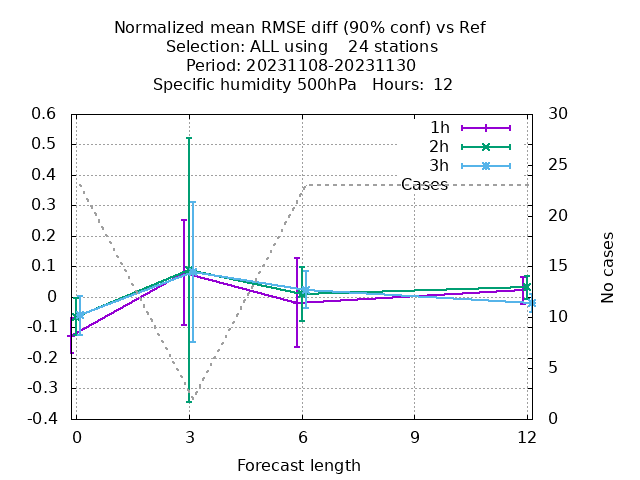 Normalized mean RMSE diff (90% conf) vs Ref
Selection: ALL using    24 stations
Period: 20231108-20231130
Specific humidity 500hPa   Hours:  12
0.6
0.5
0.4
0.3
0.2
0.1
0
-0.1
-0.2
-0.3
-0.4
30
25
20
15
10
5
0
1h
2h
3h
Cases
No cases
0 3 6 9 12
Forecast length